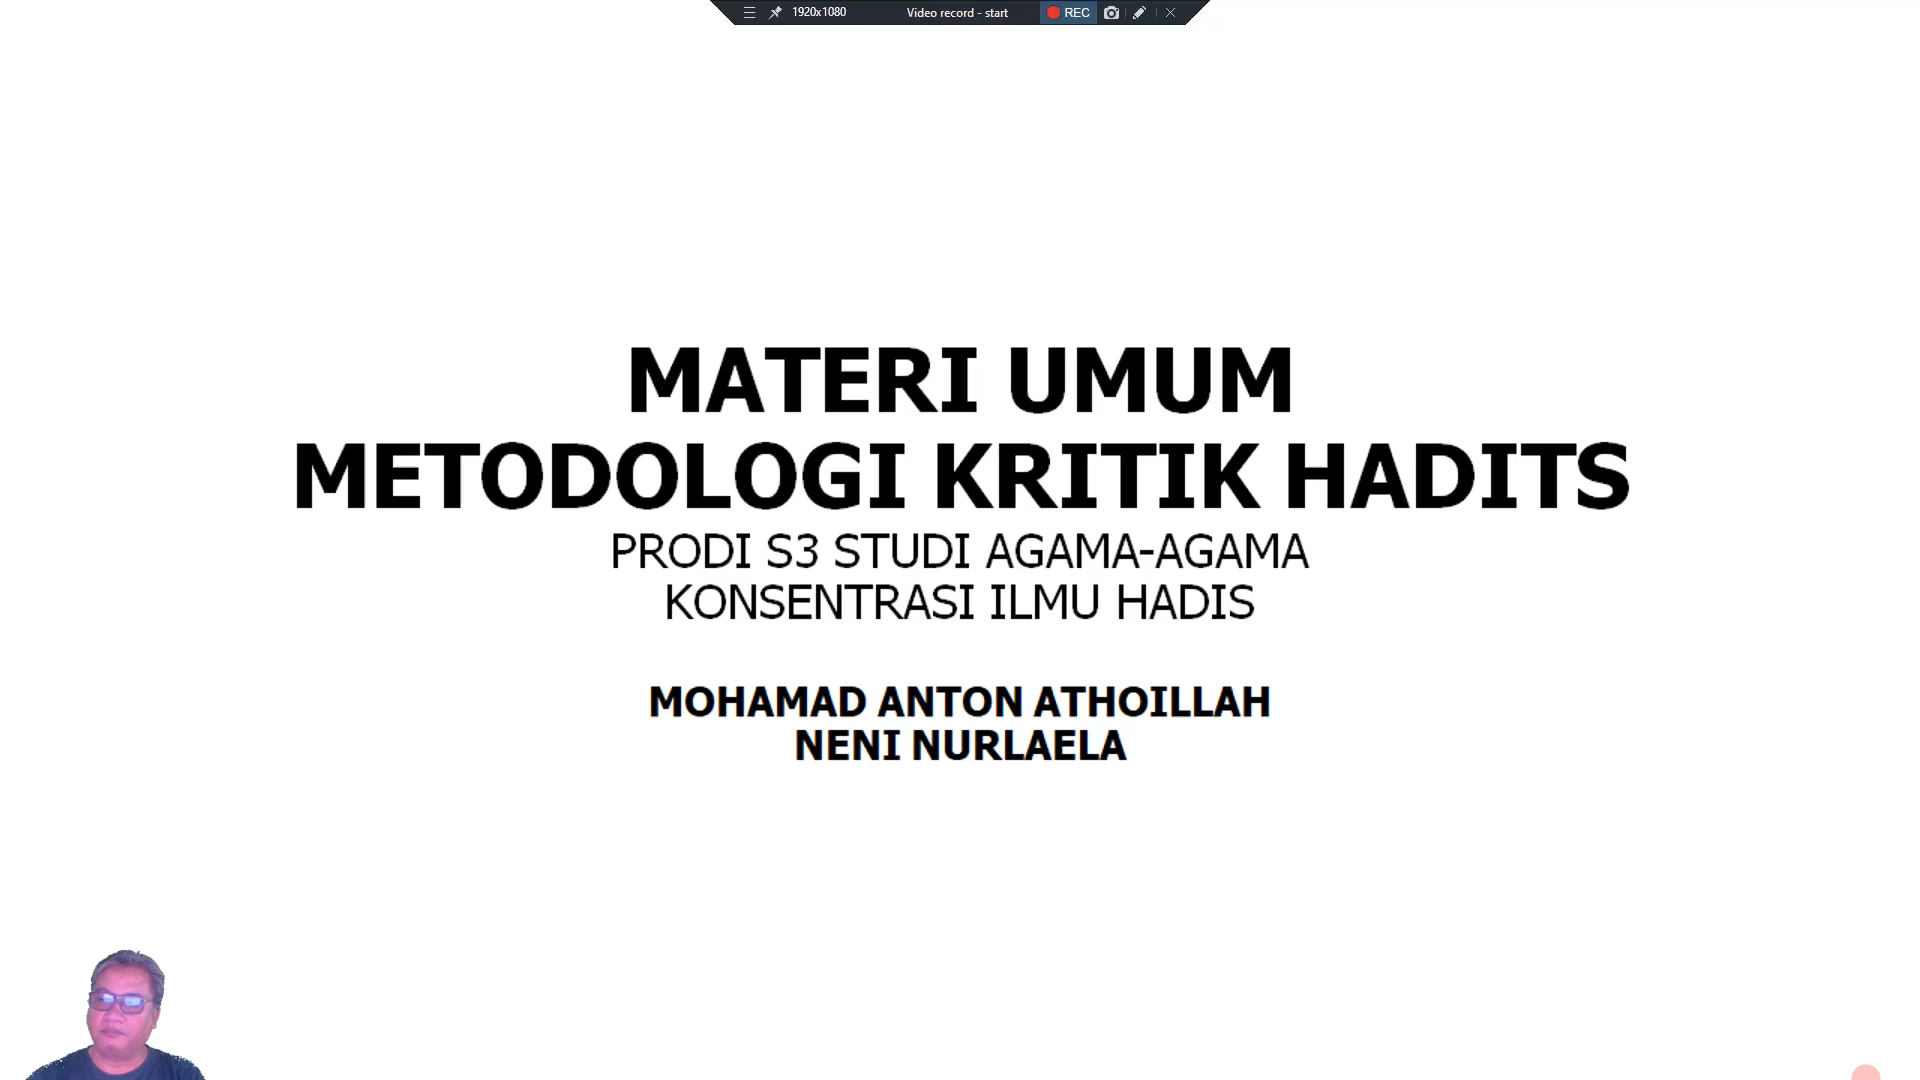 1920x1080 Video record - start REC
MATERI UMUM
METODOLOGI KRITIK HADITS
PRODI S3 STUDI AGAMA-AGAMA
KONSENTRASI ILMU HADIS
MOHAMAD ANTON ATHOILLAH
NENI NURLAELA